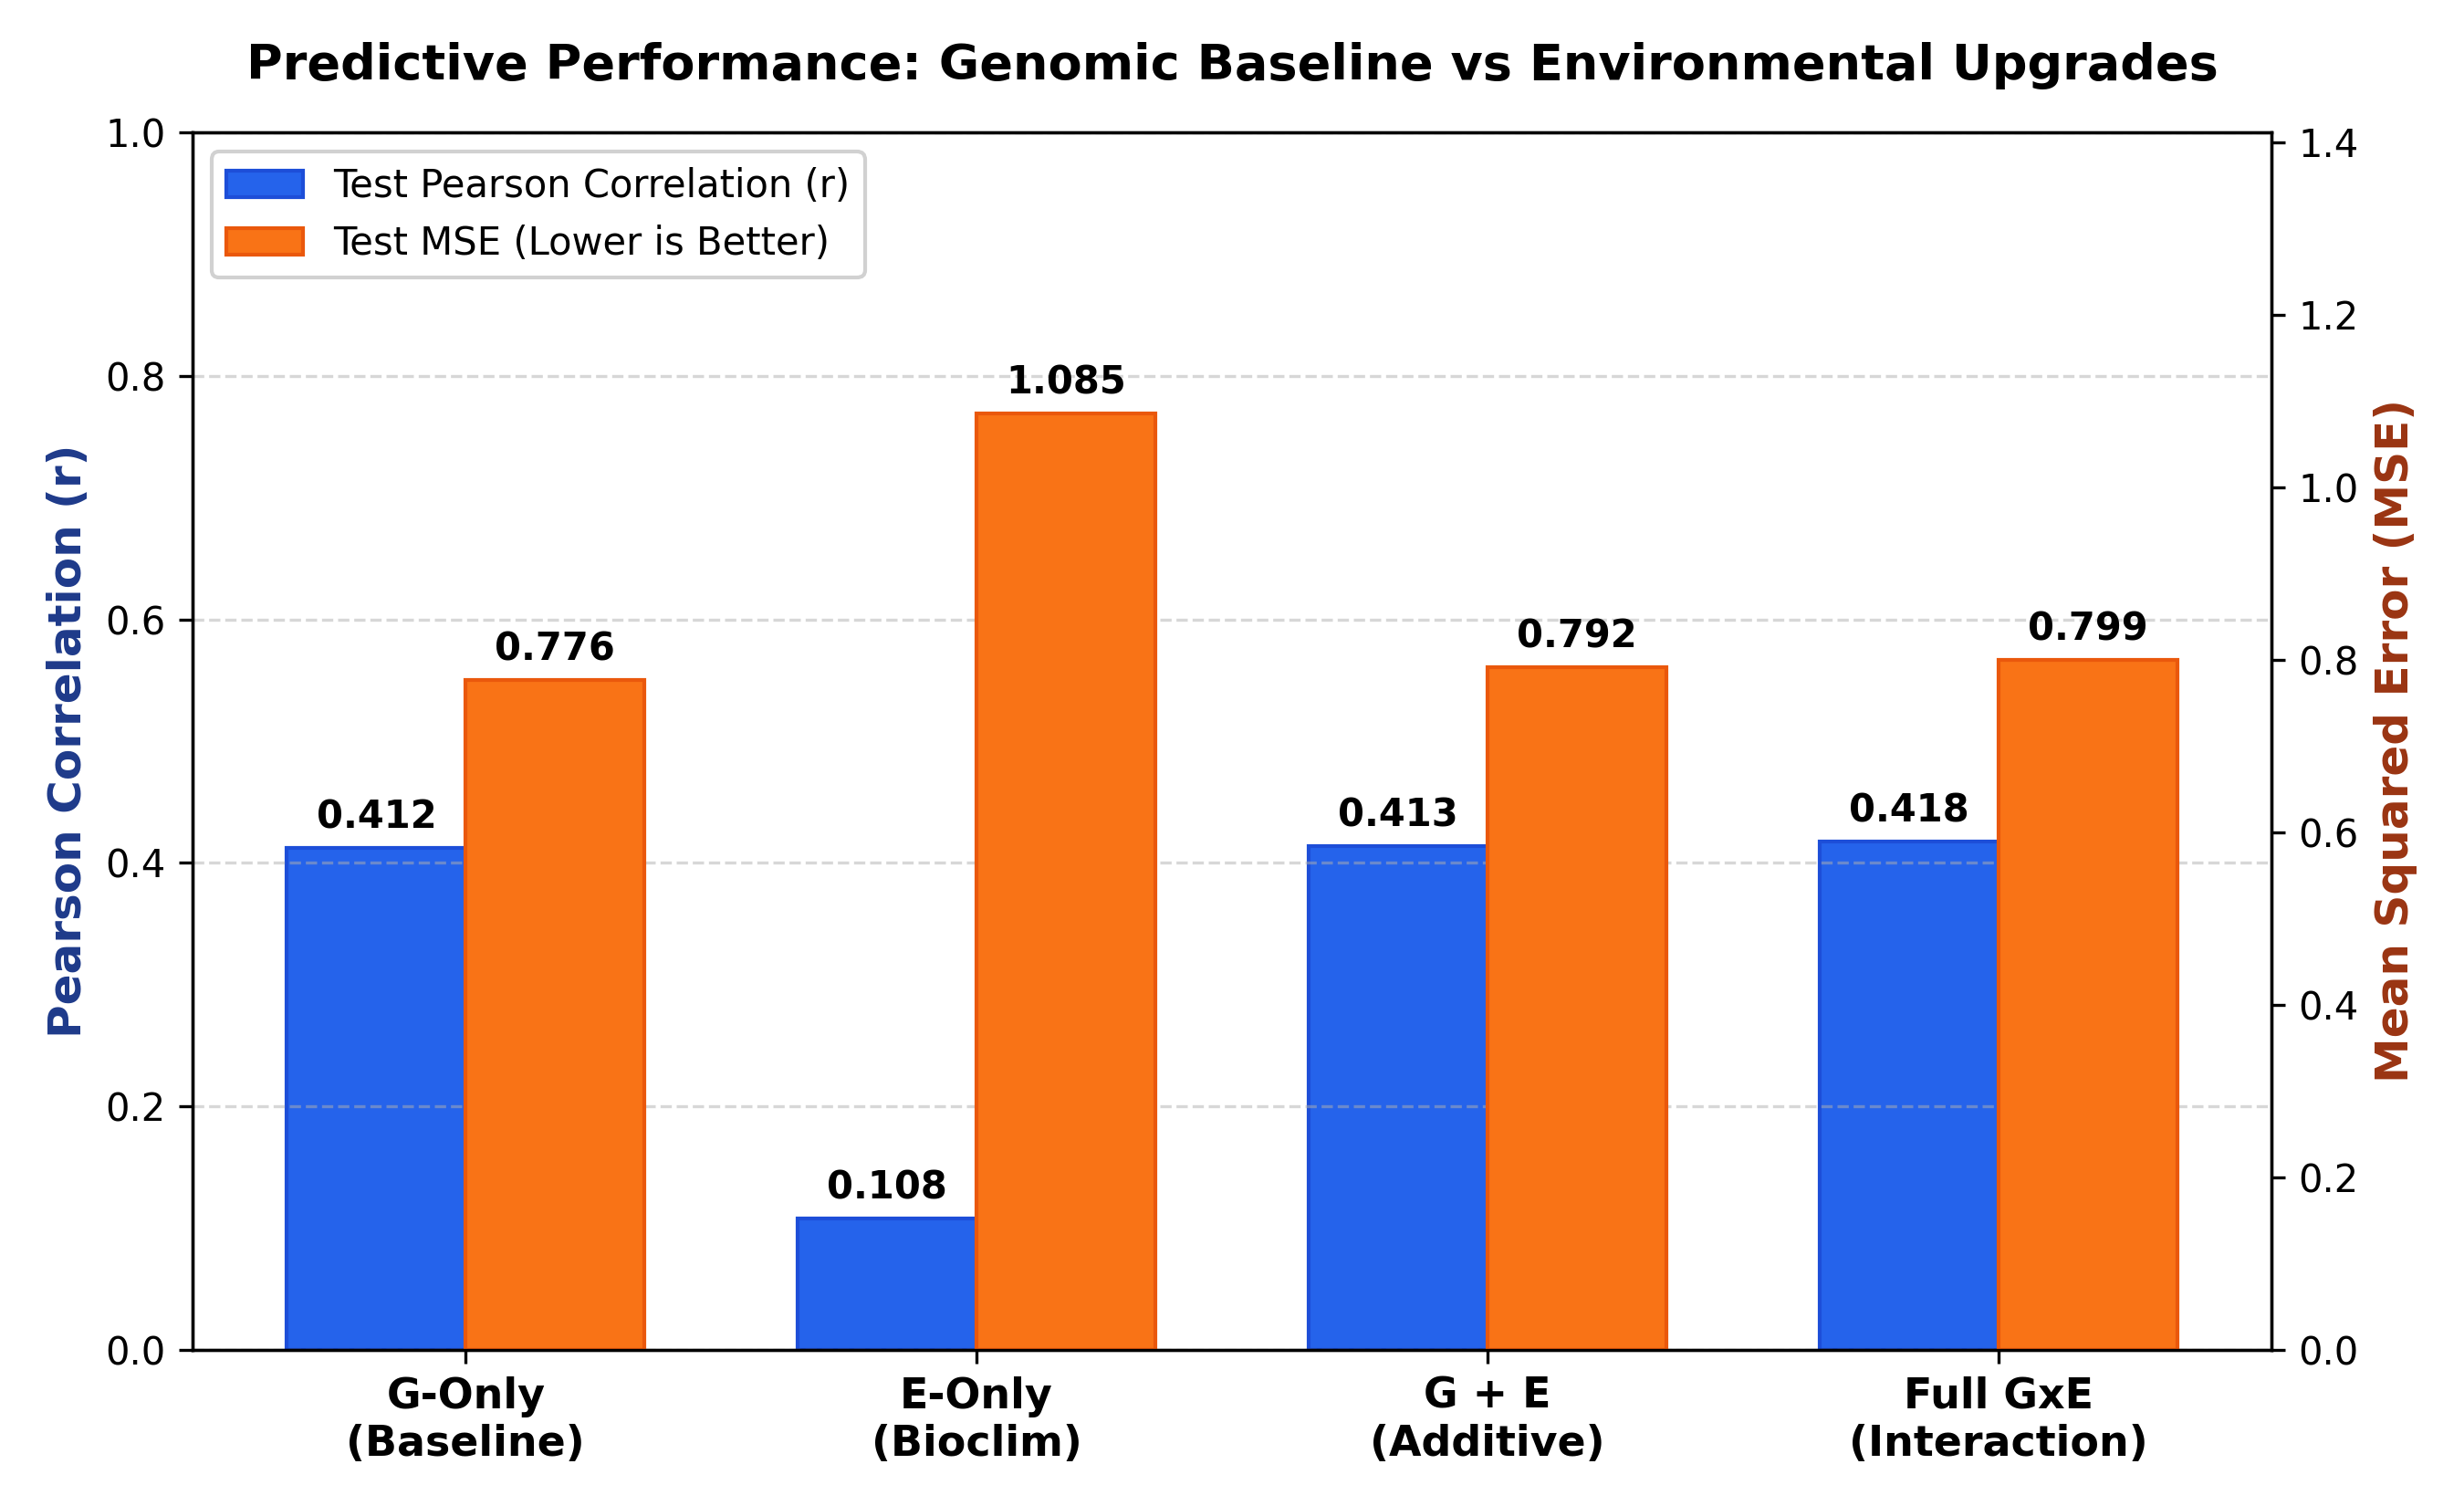 Predictive Performance: Genomic Baseline vs Environmental Upgrades
Test Pearson Correlation (r)
Test MSE (Lower is Better)
Pearson Correlation (r)
1.0
0.8
0.6
0.4
0.2
0.0
0.412
0.776
0.108
1.085
0.413
0.792
0.418
0.799
G-Only
(Baseline)
E-Only
(Bioclim)
G + E
(Additive)
Full GxE
(Interaction)
1.4
1.2
1.0
0.8
0.6
0.4
0.2
0.0
Mean Squared Error (MSE)